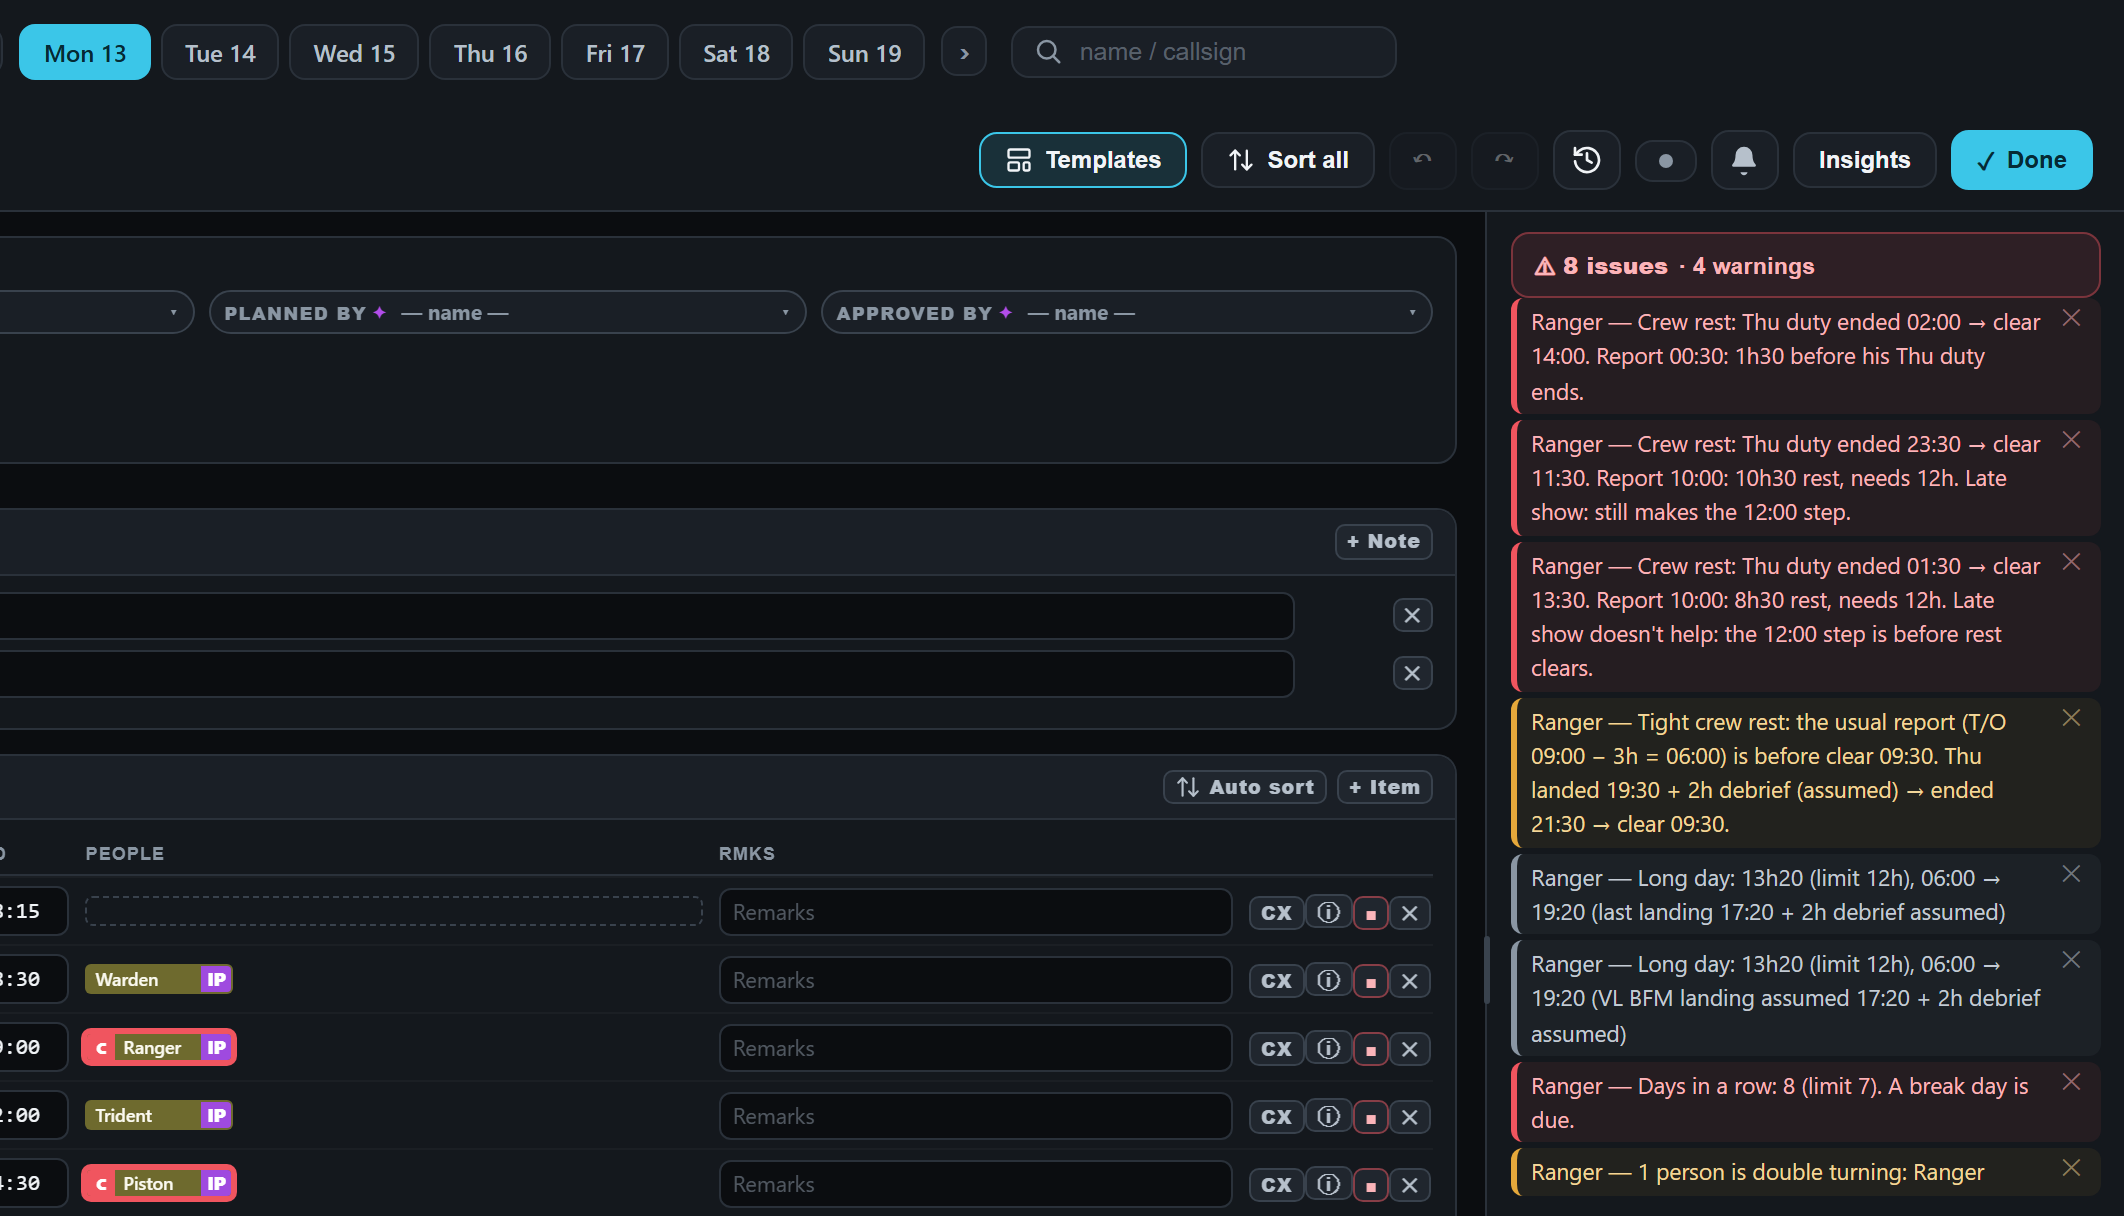 Mon 13 Tue 14 Wed 15 Thu 16 Fri 17 Sat 18 Sun 19 › name / callsign
Templates Sort all Insights ✓ Done
PLANNED BY ✦ — name — APPROVED BY ✦ — name —
+ Note
Auto sort + Item
PEOPLE RMKS
:15 Remarks CX
:30 Warden IP Remarks CX
:00 C Ranger IP Remarks CX
:00 Trident IP Remarks CX
:30 C Piston IP Remarks CX
⚠ 8 issues · 4 warnings
Ranger — Crew rest: Thu duty ended 02:00 → clear
14:00. Report 00:30: 1h30 before his Thu duty
ends.
Ranger — Crew rest: Thu duty ended 23:30 → clear
11:30. Report 10:00: 10h30 rest, needs 12h. Late
show: still makes the 12:00 step.
Ranger — Crew rest: Thu duty ended 01:30 → clear
13:30. Report 10:00: 8h30 rest, needs 12h. Late
show doesn't help: the 12:00 step is before rest
clears.
Ranger — Tight crew rest: the usual report (T/O
09:00 − 3h = 06:00) is before clear 09:30. Thu
landed 19:30 + 2h debrief (assumed) → ended
21:30 → clear 09:30.
Ranger — Long day: 13h20 (limit 12h), 06:00 →
19:20 (last landing 17:20 + 2h debrief assumed)
Ranger — Long day: 13h20 (limit 12h), 06:00 →
19:20 (VL BFM landing assumed 17:20 + 2h debrief
assumed)
Ranger — Days in a row: 8 (limit 7). A break day is
due.
Ranger — 1 person is double turning: Ranger